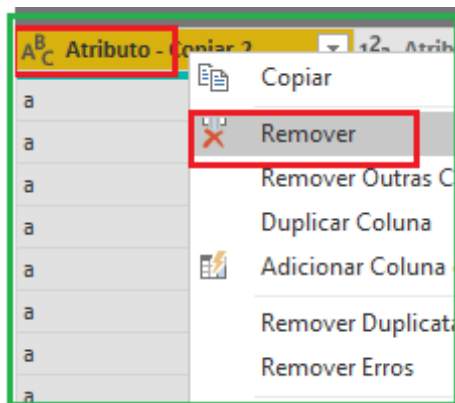 ABC Atributo - Copiar 2 123 Atrib
a
Copiar
a
Remover
a
Remover Outras C
a
Duplicar Coluna
a
Adicionar Coluna
a
Remover Duplicata
a
Remover Erros
a